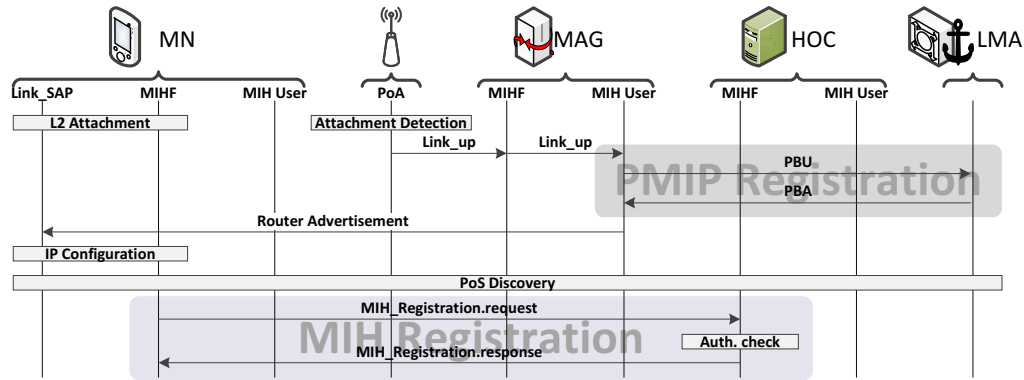 MN
MAG
HOC
LMA
Link_SAP MIHF MIH User PoA MIHF MIH User MIHF MIH User
L2 Attachment Attachment Detection
Link_up Link_up
PBU
PMIP Registration
PBA
Router Advertisement
IP Configuration
PoS Discovery
MIH_Registration.request
MIH Registration
Auth. check
MIH_Registration.response